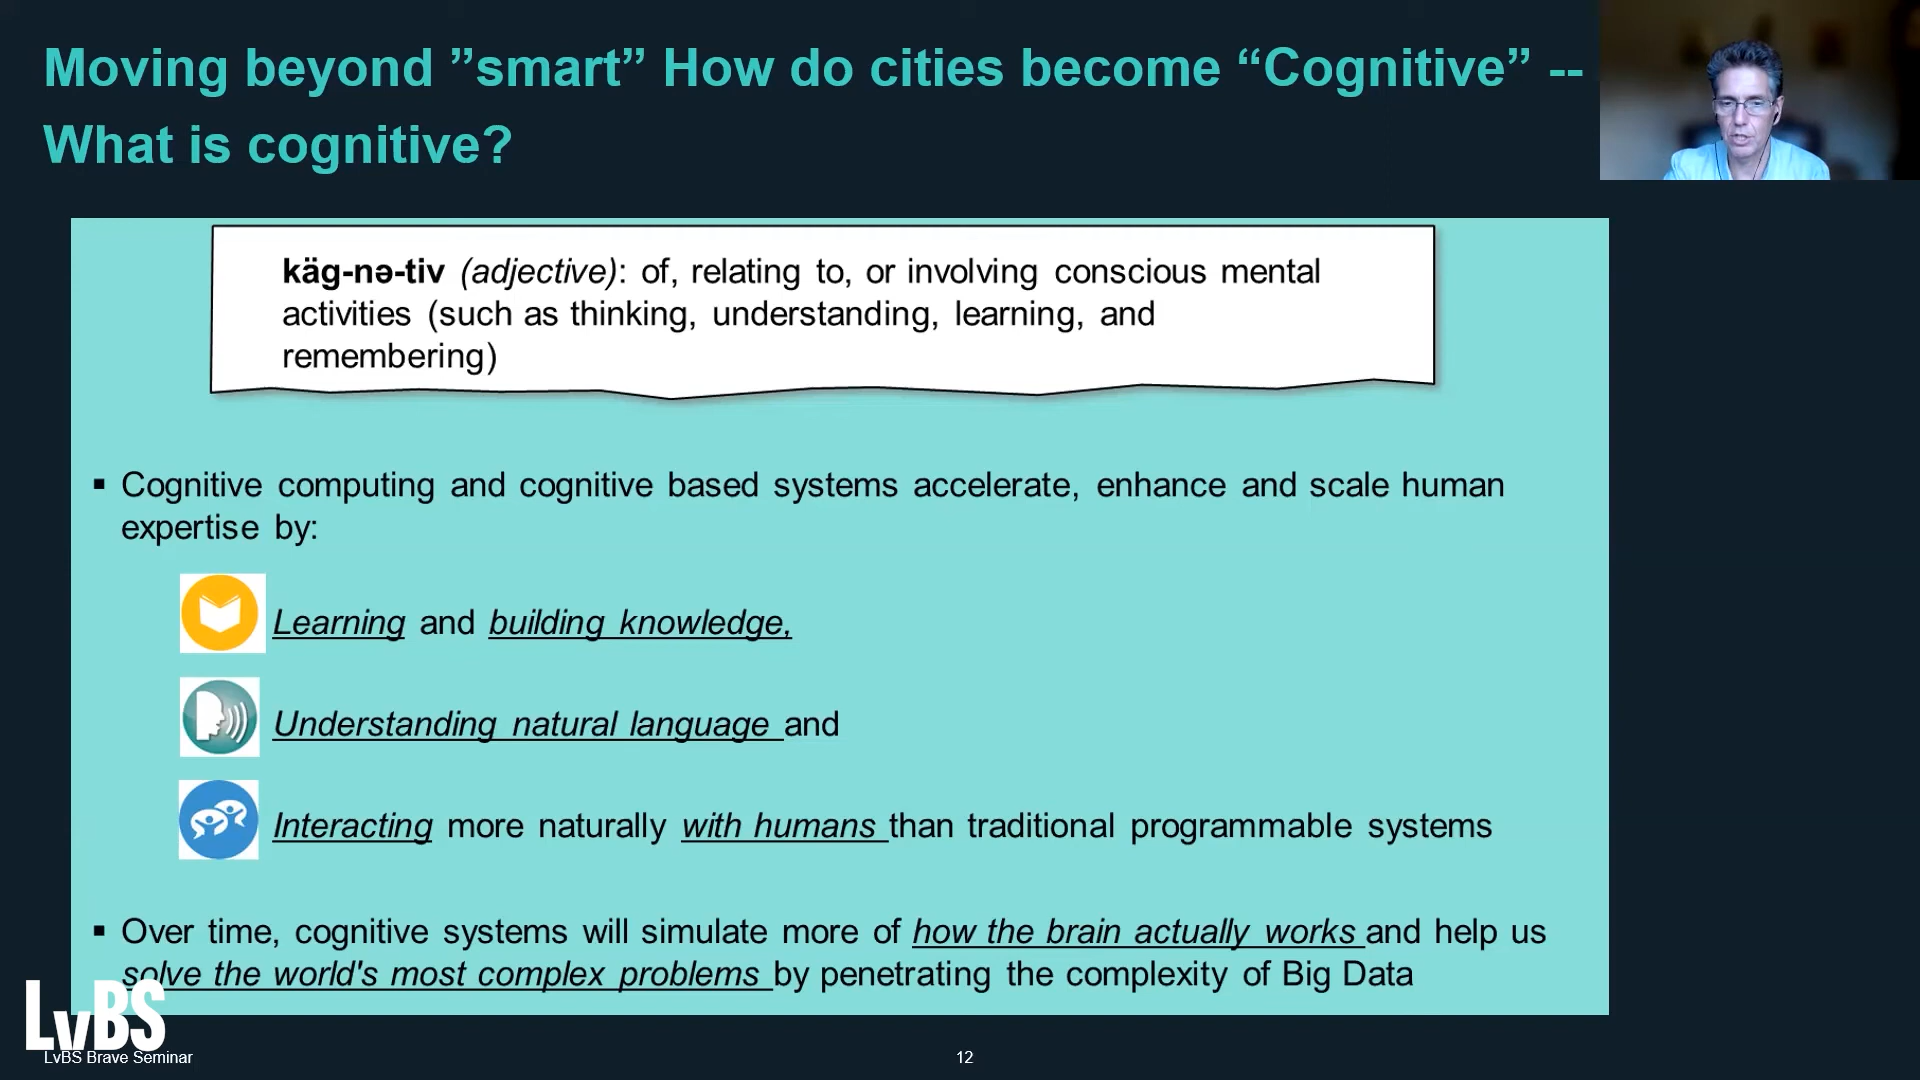 Moving beyond ”smart” How do cities become “Cognitive” --
What is cognitive?
käg-nə-tiv (adjective): of, relating to, or involving conscious mental
activities (such as thinking, understanding, learning, and
remembering)
▪ Cognitive computing and cognitive based systems accelerate, enhance and scale human
expertise by:
Learning and building knowledge,
Understanding natural language and
Interacting more naturally with humans than traditional programmable systems
▪ Over time, cognitive systems will simulate more of how the brain actually works and help us
solve the world's most complex problems by penetrating the complexity of Big Data
LvBS
LvBS Brave Seminar
12